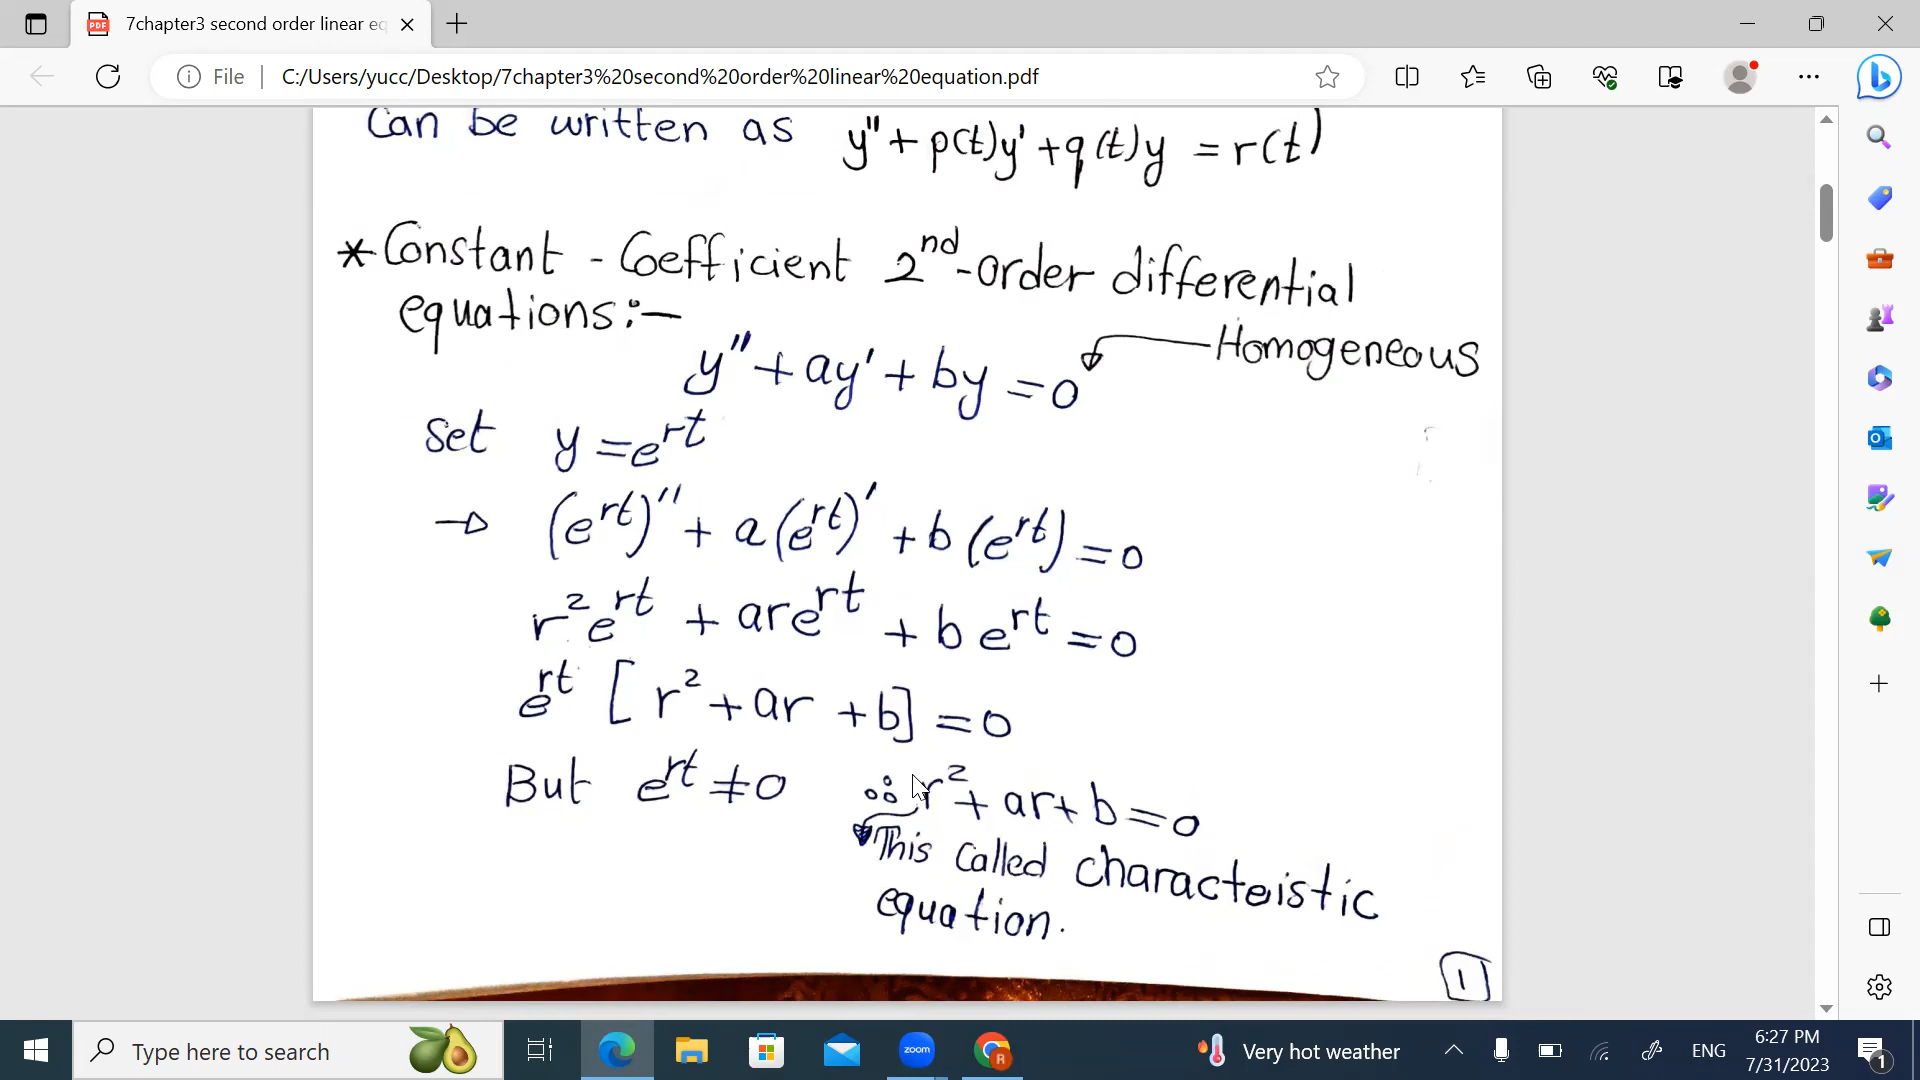 7chapter3 second order linear eq
File
C:/Users/yucc/Desktop/7chapter3%20second%20order%20linear%20equation.pdf
Can be written as y'' + p(t)y' + q(t)y = r(t)
* Constant - Coefficient 2nd-order differential
equations:-
Homogeneous
y'' + ay' + by = 0
Set y = e^rt
→ (e^rt)'' + a(e^rt)' + b(e^rt) = 0
r² e^rt + are^rt + b e^rt = 0
e^rt [r² + ar + b] = 0
But e^rt ≠ 0 ∴ r² + ar + b = 0
This called characteistic
equation.
1
Type here to search
zoom
R
Very hot weather
ENG
6:27 PM
7/31/2023
1